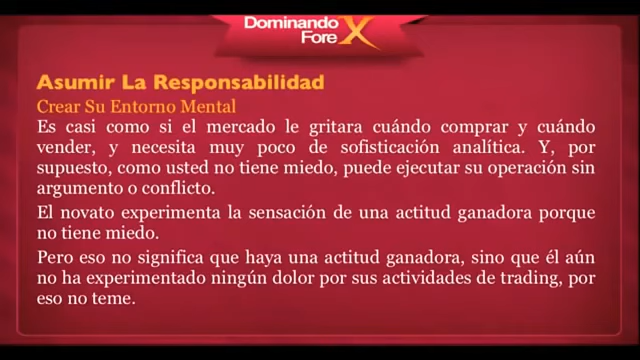 Dominando
ForeX
Asumir La Responsabilidad
Crear Su Entorno Mental
Es casi como si el mercado le gritara cuándo comprar y cuándo
vender, y necesita muy poco de sofisticación analítica. Y, por
supuesto, como usted no tiene miedo, puede ejecutar su operación sin
argumento o conflicto.
El novato experimenta la sensación de una actitud ganadora porque
no tiene miedo.
Pero eso no significa que haya una actitud ganadora, sino que él aún
no ha experimentado ningún dolor por sus actividades de trading, por
eso no teme.